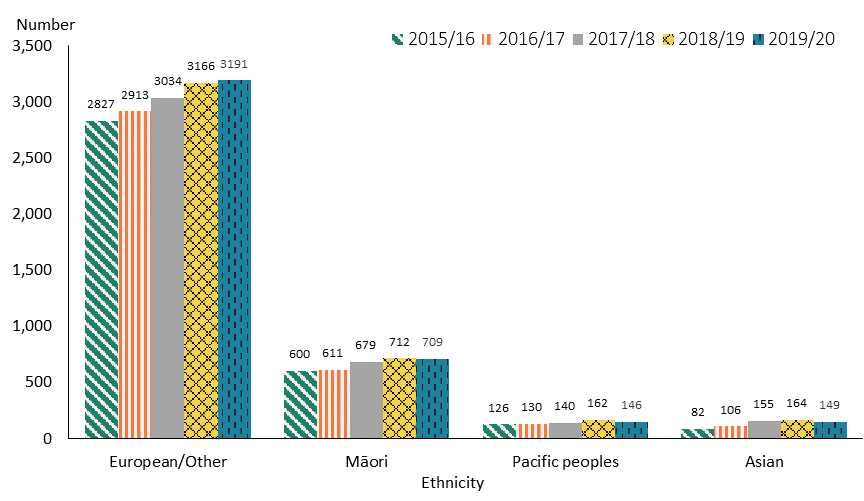 Number
2015/16 2016/17 2017/18 2018/19 2019/20
3,500
3,000
2,500
2,000
1,500
1,000
500
0
2827 2913 3034 3166 3191
600 611 679 712 709
126 130 140 162 146
82 106 155 164 149
European/Other Māori Pacific peoples Asian
Ethnicity